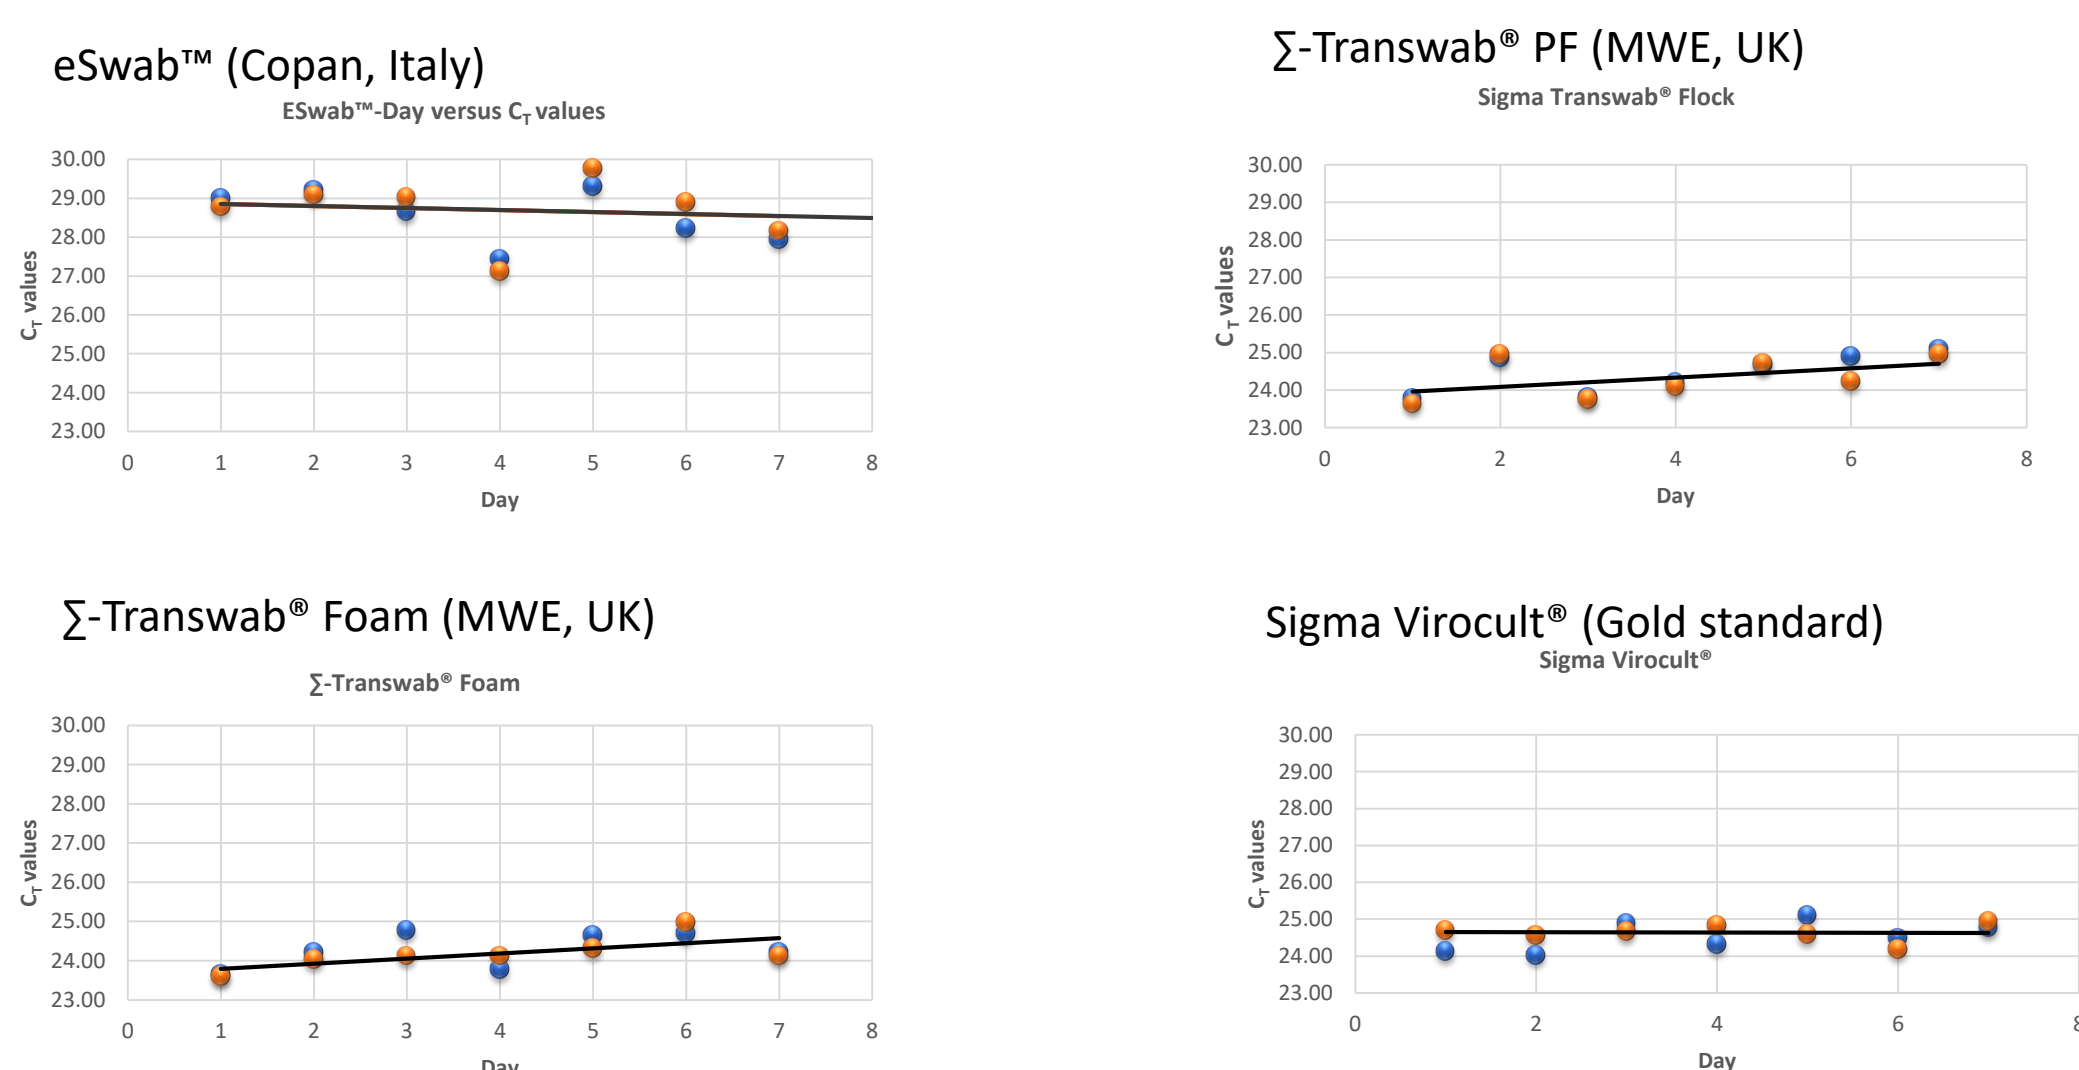 eSwab™ (Copan, Italy)
ESwab™-Day versus CT values
30.00
29.00
28.00
27.00
26.00
25.00
24.00
23.00
CT values
0 1 2 3 4 5 6 7 8
Day
∑-Transwab® PF (MWE, UK)
Sigma Transwab® Flock
30.00
29.00
28.00
27.00
26.00
25.00
24.00
23.00
CT values
0 2 4 6 8
Day
∑-Transwab® Foam (MWE, UK)
∑-Transwab® Foam
30.00
29.00
28.00
27.00
26.00
25.00
24.00
23.00
CT values
0 1 2 3 4 5 6 7 8
Day
Sigma Virocult® (Gold standard)
Sigma Virocult®
30.00
29.00
28.00
27.00
26.00
25.00
24.00
23.00
CT values
0 2 4 6 8
Day